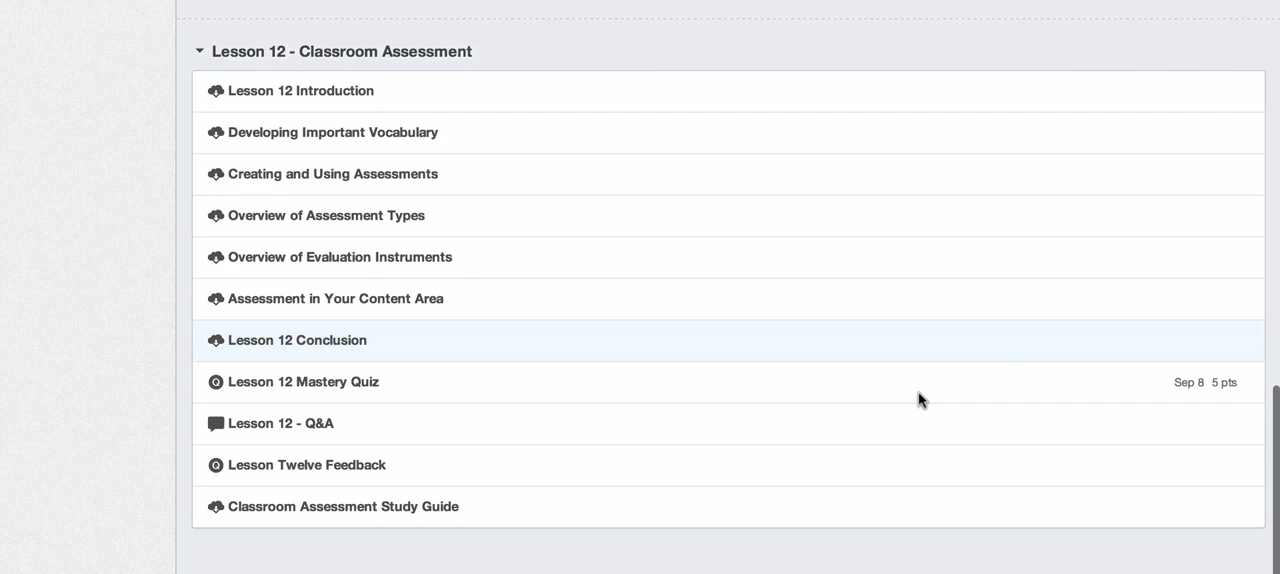 Lesson 12 - Classroom Assessment
Lesson 12 Introduction
Developing Important Vocabulary
Creating and Using Assessments
Overview of Assessment Types
Overview of Evaluation Instruments
Assessment in Your Content Area
Lesson 12 Conclusion
Lesson 12 Mastery Quiz Sep 8 5 pts
Lesson 12 - Q&A
Lesson Twelve Feedback
Classroom Assessment Study Guide